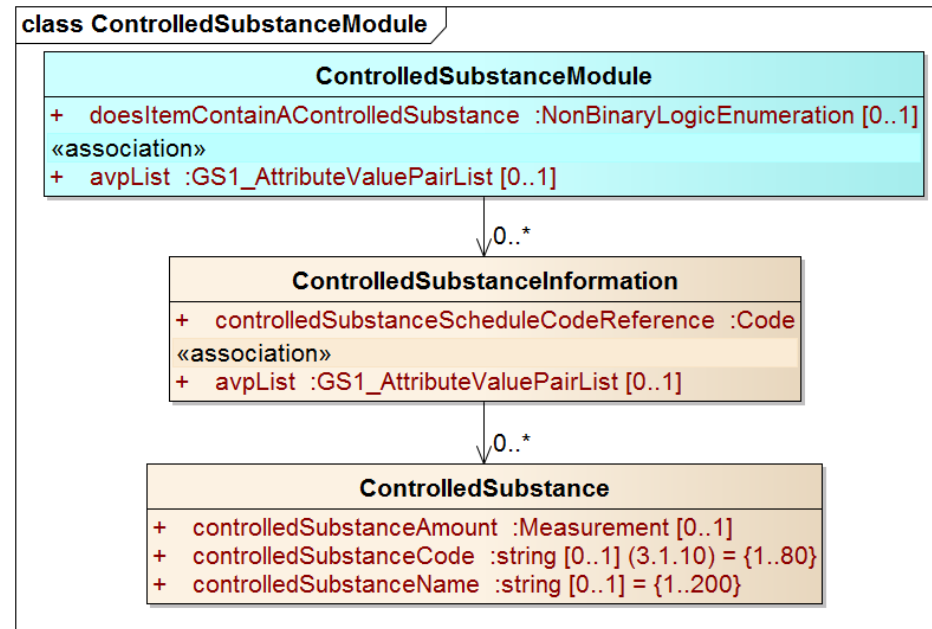 class ControlledSubstanceModule
ControlledSubstanceModule
+ doesItemContainAControlledSubstance :NonBinaryLogicEnumeration [0..1]
«association»
+ avpList :GS1_AttributeValuePairList [0..1]
0..*
ControlledSubstanceInformation
+ controlledSubstanceScheduleCodeReference :Code
«association»
+ avpList :GS1_AttributeValuePairList [0..1]
0..*
ControlledSubstance
+ controlledSubstanceAmount :Measurement [0..1]
+ controlledSubstanceCode :string [0..1] (3.1.10) = {1..80}
+ controlledSubstanceName :string [0..1] = {1..200}